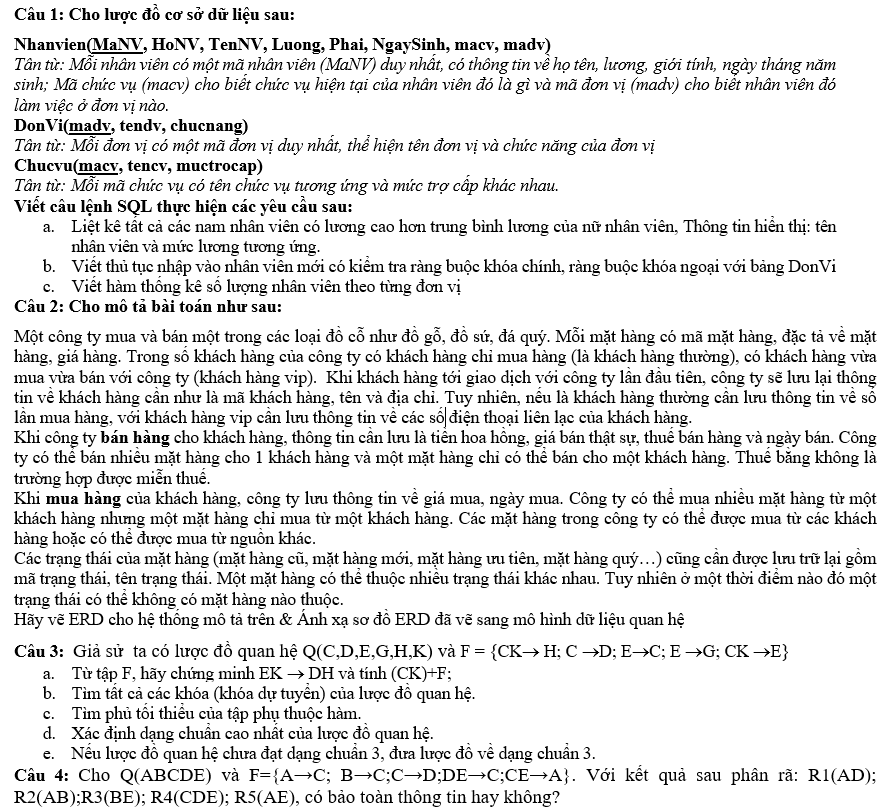 Câu 1: Cho lược đồ cơ sở dữ liệu sau:
Nhanvien(MaNV, HoNV, TenNV, Luong, Phai, NgaySinh, macv, madv)
Tân từ: Mỗi nhân viên có một mã nhân viên (MaNV) duy nhất, có thông tin về họ tên, lương, giới tính, ngày tháng năm
sinh; Mã chức vụ (macv) cho biết chức vụ hiện tại của nhân viên đó là gì và mã đơn vị (madv) cho biết nhân viên đó
làm việc ở đơn vị nào.
DonVi(madv, tendv, chucnang)
Tân từ: Mỗi đơn vị có một mã đơn vị duy nhất, thể hiện tên đơn vị và chức năng của đơn vị
Chucvu(macv, tencv, muctrocap)
Tân từ: Mỗi mã chức vụ có tên chức vụ tương ứng và mức trợ cấp khác nhau.
Viết câu lệnh SQL thực hiện các yêu cầu sau:
a. Liệt kê tất cả các nam nhân viên có lương cao hơn trung bình lương của nữ nhân viên, Thông tin hiển thị: tên
nhân viên và mức lương tương ứng.
b. Viết thủ tục nhập vào nhân viên mới có kiểm tra ràng buộc khóa chính, ràng buộc khóa ngoại với bảng DonVi
c. Viết hàm thống kê số lượng nhân viên theo từng đơn vị
Câu 2: Cho mô tả bài toán như sau:
Một công ty mua và bán một trong các loại đồ cổ như đồ gỗ, đồ sứ, đá quý. Mỗi mặt hàng có mã mặt hàng, đặc tả về mặt
hàng, giá hàng. Trong số khách hàng của công ty có khách hàng chỉ mua hàng (là khách hàng thường), có khách hàng vừa
mua vừa bán với công ty (khách hàng vip). Khi khách hàng tới giao dịch với công ty lần đầu tiên, công ty sẽ lưu lại thông
tin về khách hàng cần như là mã khách hàng, tên và địa chỉ. Tuy nhiên, nếu là khách hàng thường cần lưu thông tin về số
lần mua hàng, với khách hàng vip cần lưu thông tin về các số điện thoại liên lạc của khách hàng.
Khi công ty bán hàng cho khách hàng, thông tin cần lưu là tiền hoa hồng, giá bán thật sự, thuế bán hàng và ngày bán. Công
ty có thể bán nhiều mặt hàng cho 1 khách hàng và một mặt hàng chỉ có thể bán cho một khách hàng. Thuế bằng không là
trường hợp được miễn thuế.
Khi mua hàng của khách hàng, công ty lưu thông tin về giá mua, ngày mua. Công ty có thể mua nhiều mặt hàng từ một
khách hàng nhưng một mặt hàng chỉ mua từ một khách hàng. Các mặt hàng trong công ty có thể được mua từ các khách
hàng hoặc có thể được mua từ nguồn khác.
Các trạng thái của mặt hàng (mặt hàng cũ, mặt hàng mới, mặt hàng ưu tiên, mặt hàng quý…) cũng cần được lưu trữ lại gồm
mã trạng thái, tên trạng thái. Một mặt hàng có thể thuộc nhiều trạng thái khác nhau. Tuy nhiên ở một thời điểm nào đó một
trạng thái có thể không có mặt hàng nào thuộc.
Hãy vẽ ERD cho hệ thống mô tả trên & Ánh xạ sơ đồ ERD đã vẽ sang mô hình dữ liệu quan hệ
Câu 3: Giả sử ta có lược đồ quan hệ Q(C,D,E,G,H,K) và F = {CK→ H; C →D; E→C; E →G; CK →E}
a. Từ tập F, hãy chứng minh EK → DH và tính (CK)+F;
b. Tìm tất cả các khóa (khóa dự tuyển) của lược đồ quan hệ.
c. Tìm phủ tối thiểu của tập phụ thuộc hàm.
d. Xác định dạng chuẩn cao nhất của lược đồ quan hệ.
e. Nếu lược đồ quan hệ chưa đạt dạng chuẩn 3, đưa lược đồ về dạng chuẩn 3.
Câu 4: Cho Q(ABCDE) và F={A→C; B→C;C→D;DE→C;CE→A}. Với kết quả sau phân rã: R1(AD);
R2(AB);R3(BE); R4(CDE); R5(AE), có bảo toàn thông tin hay không?